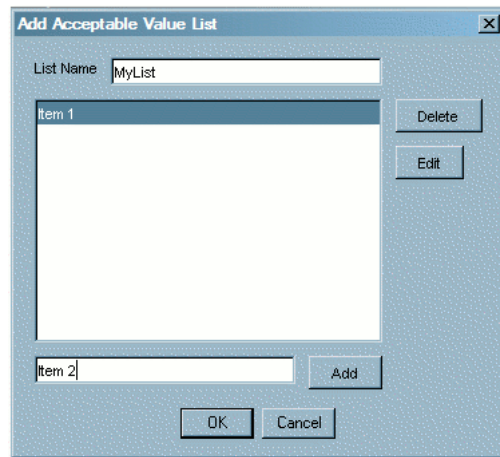 Add Acceptable Value List
List Name MyList
Item 1
Delete
Edit
Item 2
Add
OK Cancel